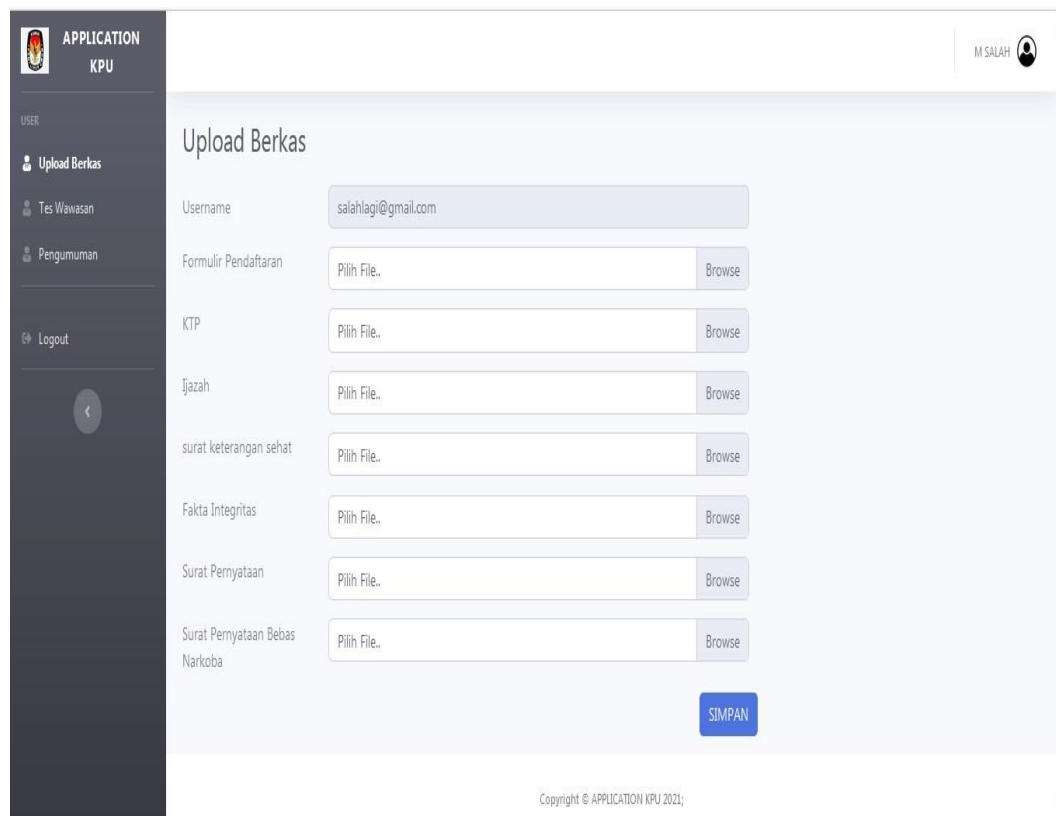 APPLICATION
KPU
M SALAH
USER
Upload Berkas
Tes Wawasan
Pengumuman
Logout
Upload Berkas
Username
salahlagi@gmail.com
Formulir Pendaftaran
Pilih File..
Browse
KTP
Pilih File..
Browse
Ijazah
Pilih File..
Browse
surat keterangan sehat
Pilih File..
Browse
Fakta Integritas
Pilih File..
Browse
Surat Pernyataan
Pilih File..
Browse
Surat Pernyataan Bebas
Narkoba
Pilih File..
Browse
SIMPAN
Copyright © APPLICATION KPU 2021;